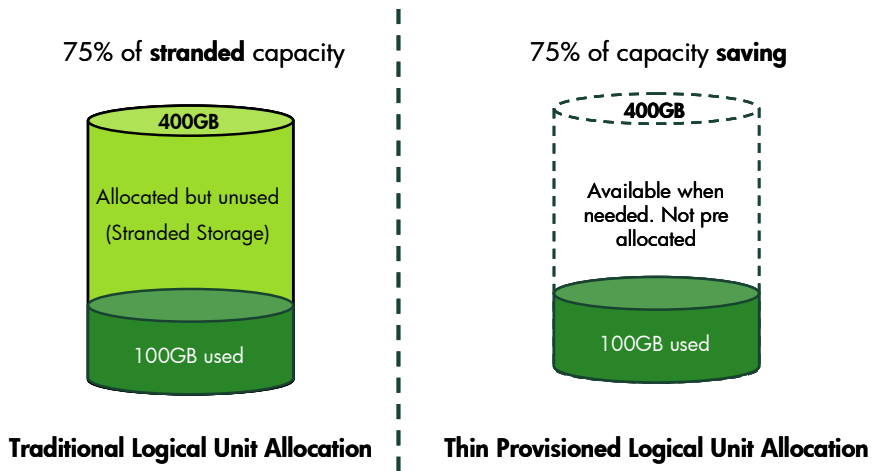 75% of stranded capacity
400GB
Allocated but unused
(Stranded Storage)
100GB used
Traditional Logical Unit Allocation
75% of capacity saving
400GB
Available when
needed. Not pre
allocated
100GB used
Thin Provisioned Logical Unit Allocation